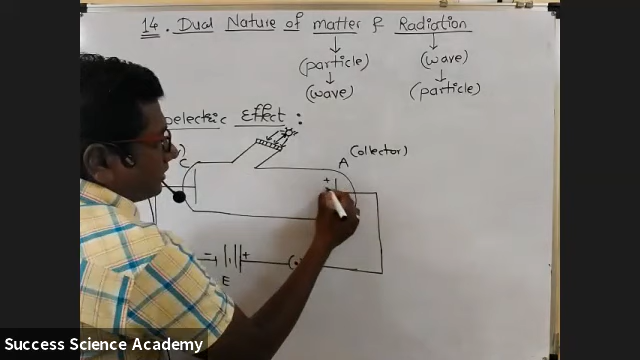 14. Dual Nature of matter & Radiation
(particle) (wave)
(wave) (particle)
Effect :
C
A (Collector)
+
- +
E
Success Science Academy